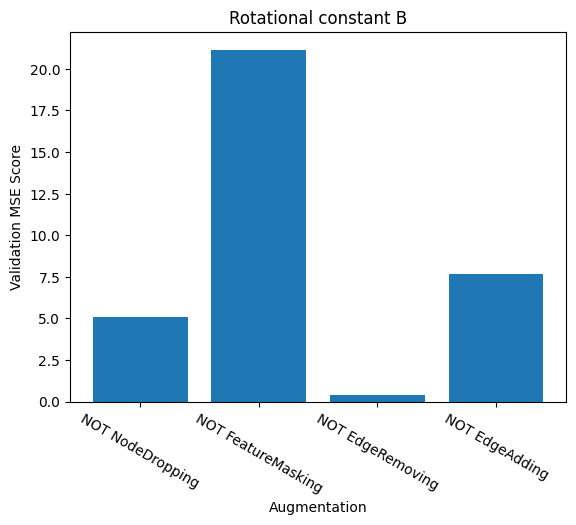 Rotational constant B
Validation MSE Score
20.0
17.5
15.0
12.5
10.0
7.5
5.0
2.5
0.0
NOT NodeDropping
NOT FeatureMasking
NOT EdgeRemoving
NOT EdgeAdding
Augmentation